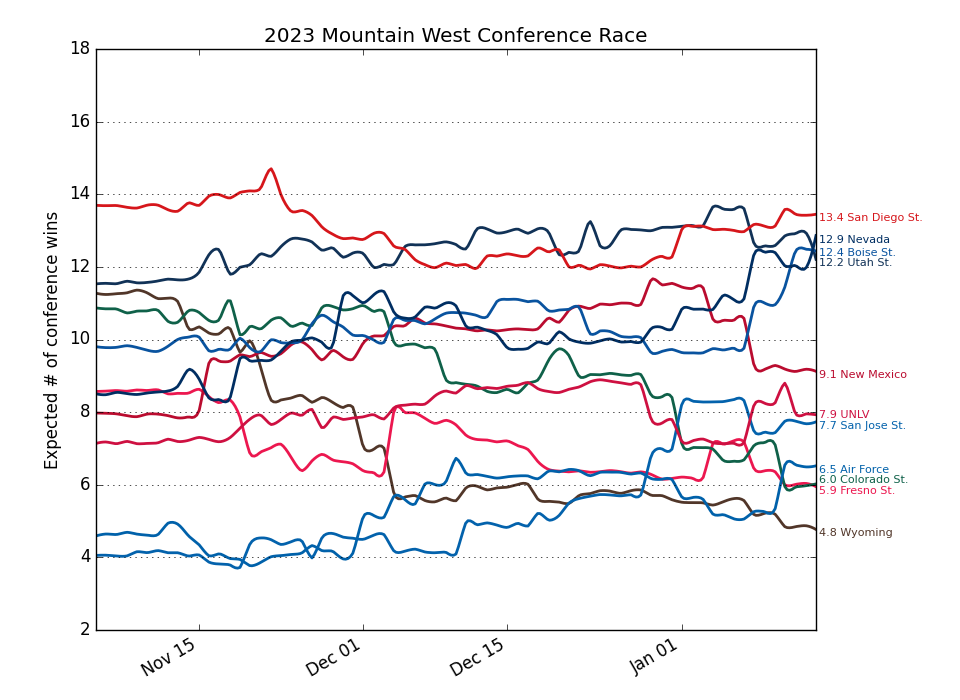 2023 Mountain West Conference Race
Expected # of conference wins
18
16
14
12
10
8
6
4
2
Nov 15
Dec 01
Dec 15
Jan 01
13.4 San Diego St.
12.9 Nevada
12.4 Boise St.
12.2 Utah St.
9.1 New Mexico
7.9 UNLV
7.7 San Jose St.
6.5 Air Force
6.0 Colorado St.
5.9 Fresno St.
4.8 Wyoming